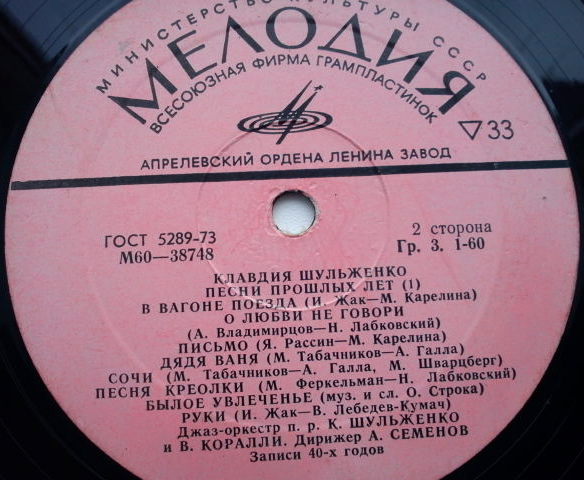 МИНИСТЕРСТВО КУЛЬТУРЫ СССР
МЕЛОДИЯ
ВСЕСОЮЗНАЯ ФИРМА ГРАМПЛАСТИНОК
33
АПРЕЛЕВСКИЙ ОРДЕНА ЛЕНИНА ЗАВОД
ГОСТ 5289-73
М60—38748
2 сторона
Гр. 3. 1-60
КЛАВДИЯ ШУЛЬЖЕНКО
ПЕСНИ ПРОШЛЫХ ЛЕТ (1)
В ВАГОНЕ ПОЕЗДА (И. Жак—М. Карелина)
О ЛЮБВИ НЕ ГОВОРИ
(А. Владимирцов—Н. Лабковский)
ПИСЬМО (Я. Рассин—М. Карелина)
ДЯДЯ ВАНЯ (М. Табачников—А. Галла)
СОЧИ (М. Табачников—А. Галла, М. Шварцберг)
ПЕСНЯ КРЕОЛКИ (М. Феркельман—Н. Лабковский)
БЫЛОЕ УВЛЕЧЕНЬЕ (муз. и сл. О. Строка)
РУКИ (И. Жак—В. Лебедев-Кумач)
Джаз-оркестр п. р. К. ШУЛЬЖЕНКО
и В. КОРАЛЛИ. Дирижер А. СЕМЕНОВ
Записи 40-х годов